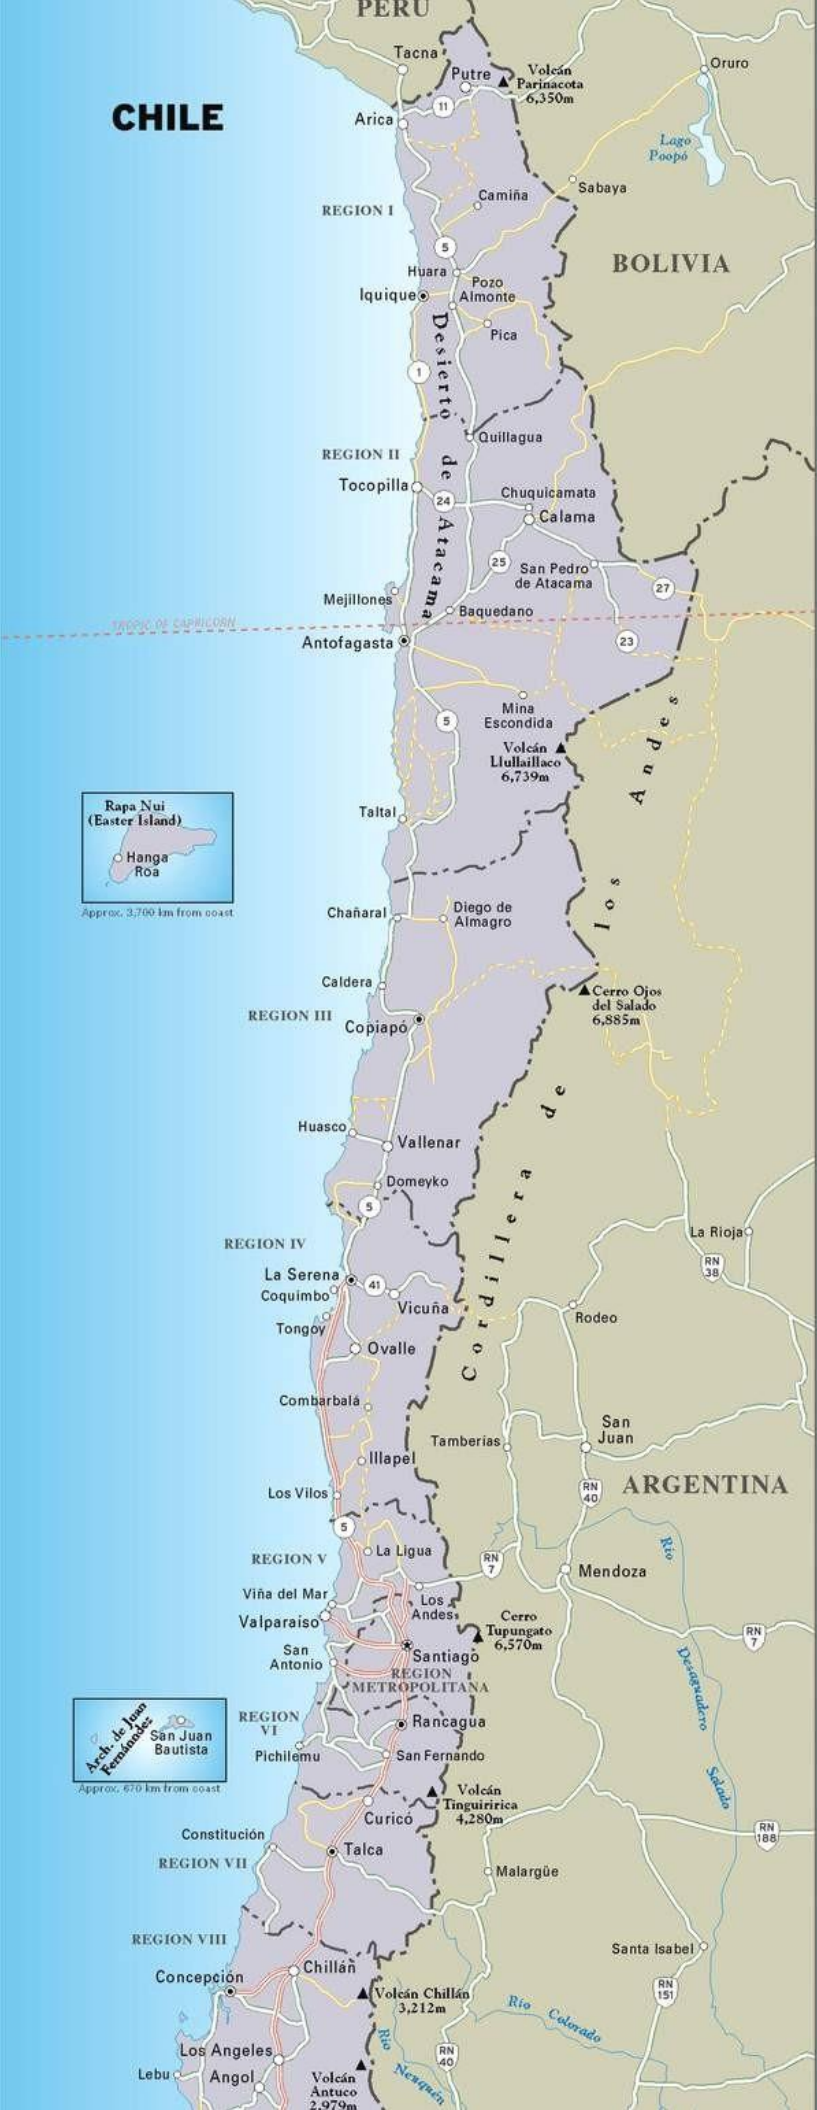 PERU
Tacna
Putre
Volcán
Parinacota
6,350m
Oruro
11
CHILE
Arica
Lago
Poopó
Sabaya
Camiña
REGION I
5
BOLIVIA
Huara
Pozo
Almonte
Iquique
Pica
Desierto de Atacama
1
Quillagua
REGION II
Tocopilla
24
Chuquicamata
Calama
25
San Pedro
de Atacama
27
Mejillones
Baquedano
TROPIC OF CAPRICORN
Antofagasta
23
Mina
Escondida
5
Volcán
Llullaillaco
6,739m
Cordillera de los Andes
Rapa Nui
(Easter Island)
Hanga
Roa
Approx. 3,700 km from coast
Taltal
Chañaral
Diego de
Almagro
Caldera
Cerro Ojos
del Salado
6,885m
REGION III
Copiapó
Huasco
Vallenar
Domeyko
5
La Rioja
REGION IV
RN
38
La Serena
41
Coquimbo
Vicuña
Rodeo
Tongoy
Ovalle
Combarbalá
San
Juan
Tamberías
Illapel
ARGENTINA
RN
40
Los Vilos
5
Río Desaguadero Salado
La Ligua
REGION V
RN
7
Mendoza
Viña del Mar
Los
Andes
Valparaíso
Cerro
Tupungato
6,570m
RN
7
San
Antonio
Santiago
REGION
METROPOLITANA
Arch. de Juan
Fernánndez
San Juan
Bautista
Approx. 670 km from coast
REGION
VI
Rancagua
Pichilemu
San Fernando
Volcán
Tinguiririca
4,280m
Curicó
Constitución
Talca
RN
188
REGION VII
Malargüe
REGION VIII
Santa Isabel
Chillán
Concepción
Volcán Chillán
3,212m
RN
151
Río Colorado
Los Angeles
RN
40
Río Neuquén
Lebu
Angol
Volcán
Antuco
2,979m